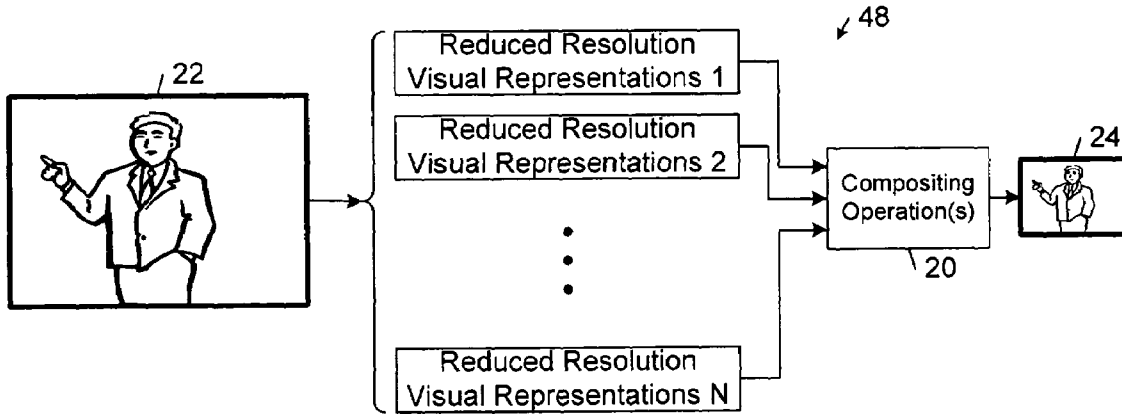 48
22
Reduced Resolution
Visual Representations 1
Reduced Resolution
Visual Representations 2
24
Compositing
Operation(s)
20
Reduced Resolution
Visual Representations N